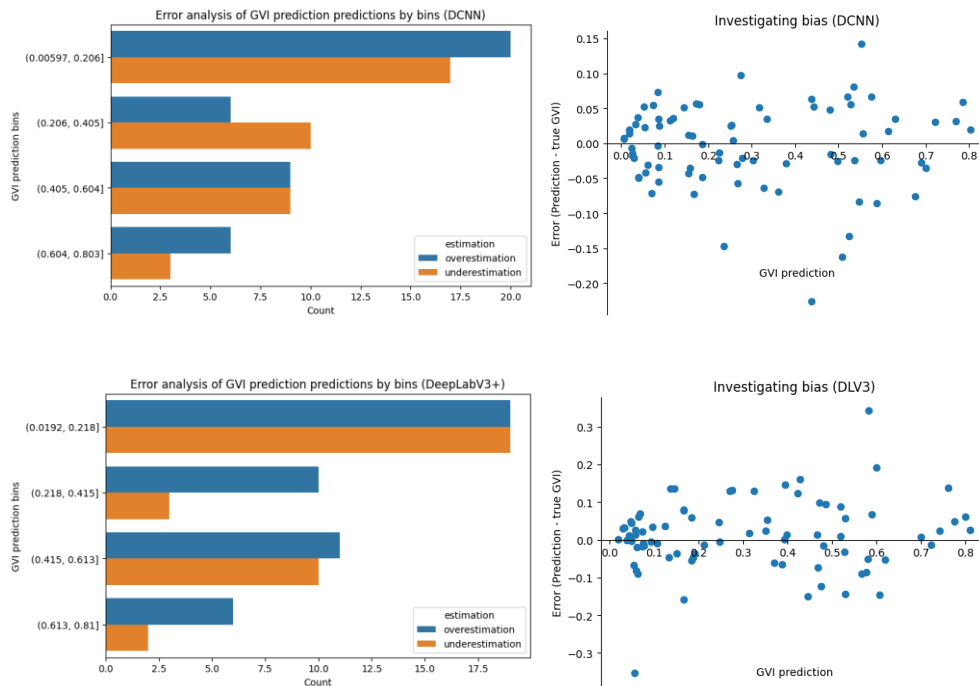 Error analysis of GVI prediction predictions by bins (DCNN)
GVI prediction bins
(0.00597, 0.206]
(0.206, 0.405]
(0.405, 0.604]
(0.604, 0.803]
estimation
overestimation
underestimation
0.0 2.5 5.0 7.5 10.0 12.5 15.0 17.5 20.0
Count
Investigating bias (DCNN)
Error (Prediction - true GVI)
0.15
0.10
0.05
0.00
−0.05
−0.10
−0.15
−0.20
0.0 0.1 0.2 0.3 0.4 0.5 0.6 0.7 0.8
GVI prediction
Error analysis of GVI prediction predictions by bins (DeepLabV3+)
GVI prediction bins
(0.0192, 0.218]
(0.218, 0.415]
(0.415, 0.613]
(0.613, 0.81]
estimation
overestimation
underestimation
0.0 2.5 5.0 7.5 10.0 12.5 15.0 17.5
Count
Investigating bias (DLV3)
Error (Prediction - true GVI)
0.3
0.2
0.1
0.0
−0.1
−0.2
−0.3
0.0 0.1 0.2 0.3 0.4 0.5 0.6 0.7 0.8
GVI prediction